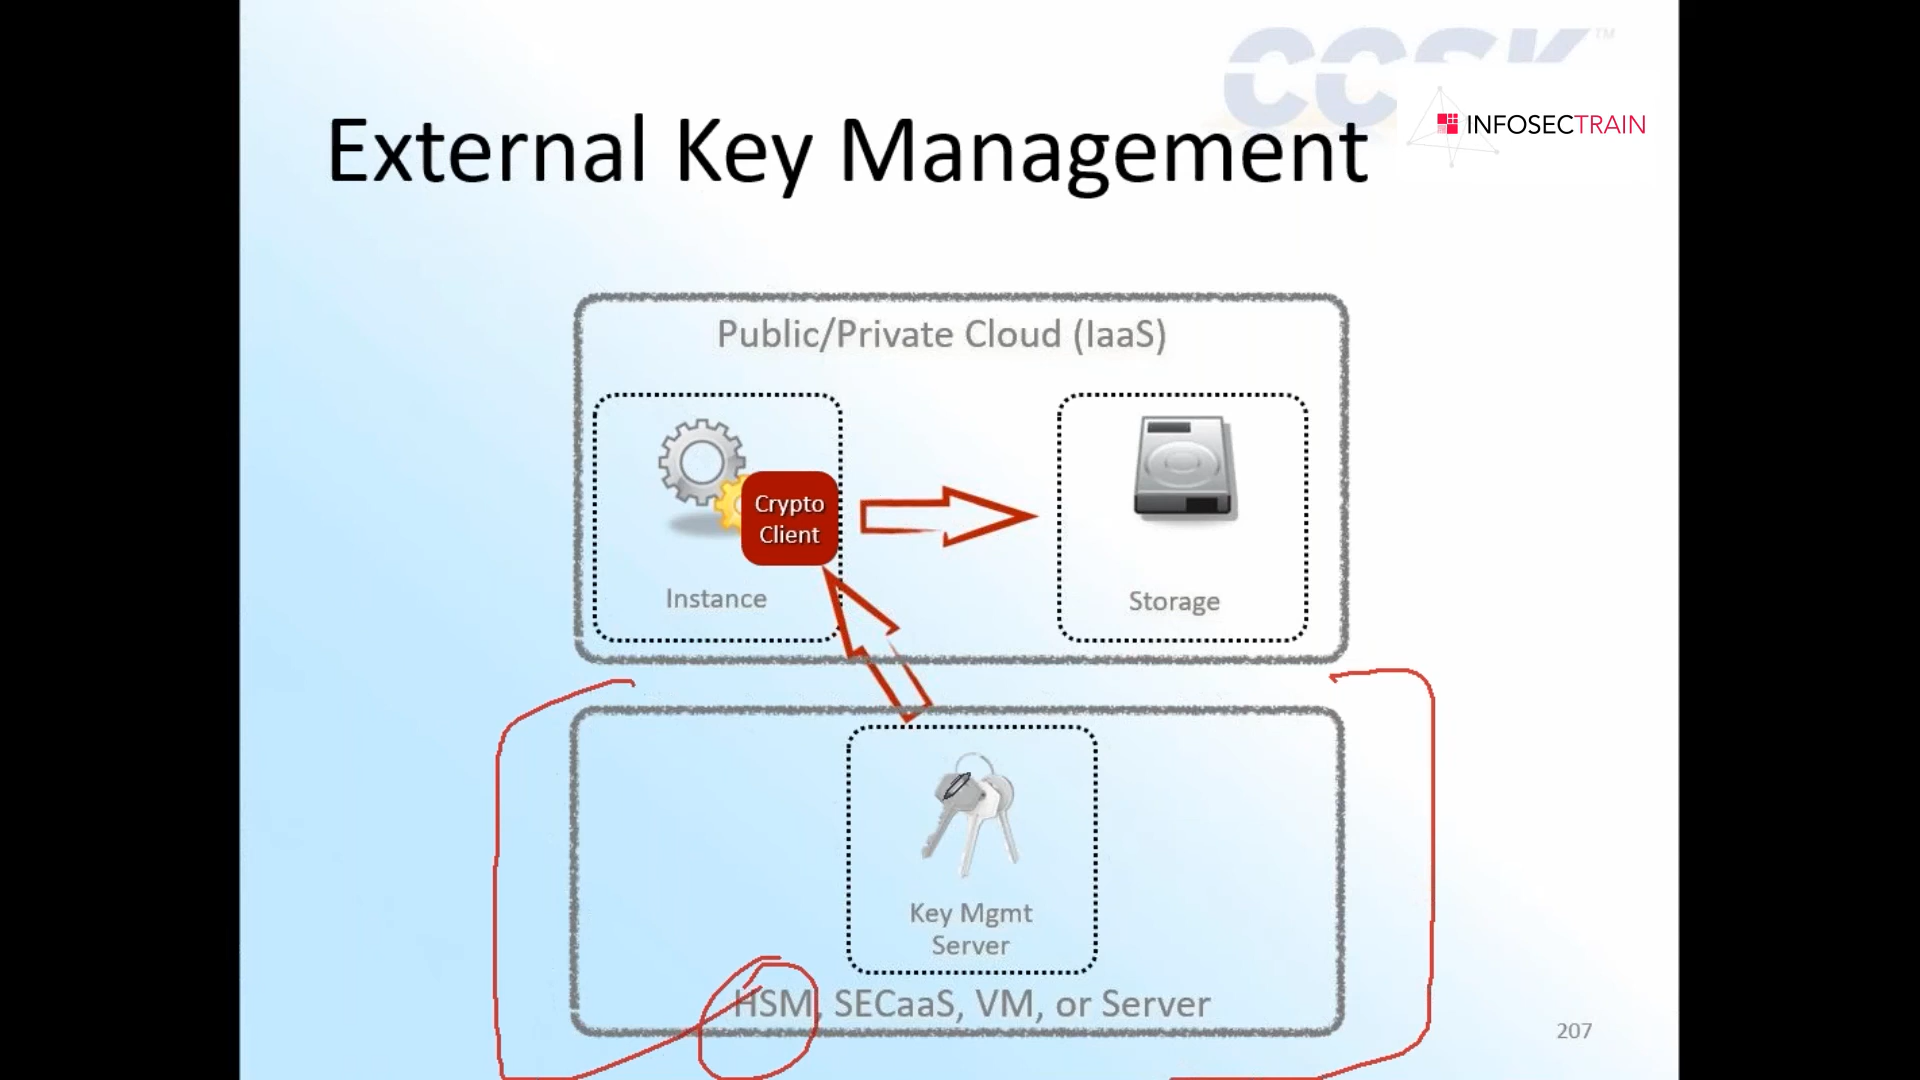 CCSK™
INFOSECTRAIN
External Key Management
Public/Private Cloud (IaaS)
Crypto
Client
Instance
Storage
Key Mgmt
Server
HSM, SECaaS, VM, or Server
207